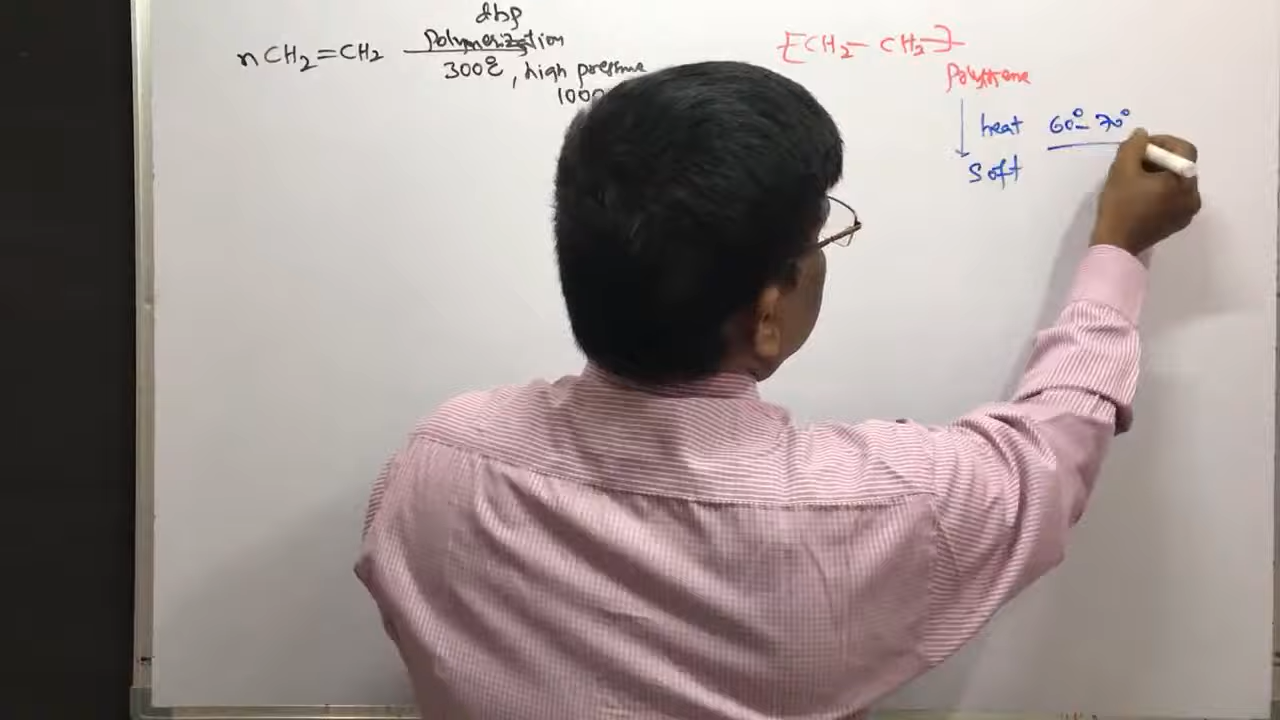 dbp
nCH2=CH2 Polymerization
300°C, high pressure
1000
[CH2- CH2-]
Polythene
heat 60°- 70°
Soft